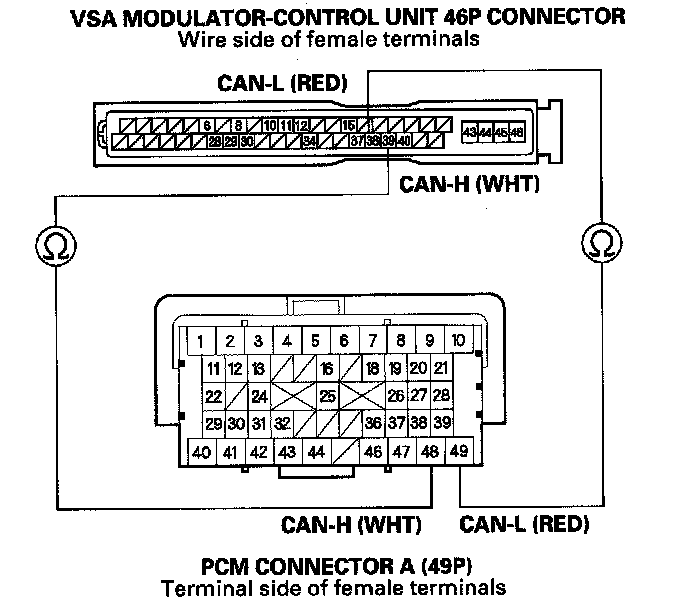 VSA MODULATOR-CONTROL UNIT 46P CONNECTOR
Wire side of female terminals
CAN-L (RED)
6 8 10 11 12 15
43 44 45 46
28 29 30 34 37 38 39 40
CAN-H (WHT)
Ω Ω
1 2 3 4 5 6 7 8 9 10
11 12 13 16 18 19 20 21
22 24 25 26 27 28
29 30 31 32 36 37 38 39
40 41 42 43 44 46 47 48 49
CAN-H (WHT) CAN-L (RED)
PCM CONNECTOR A (49P)
Terminal side of female terminals